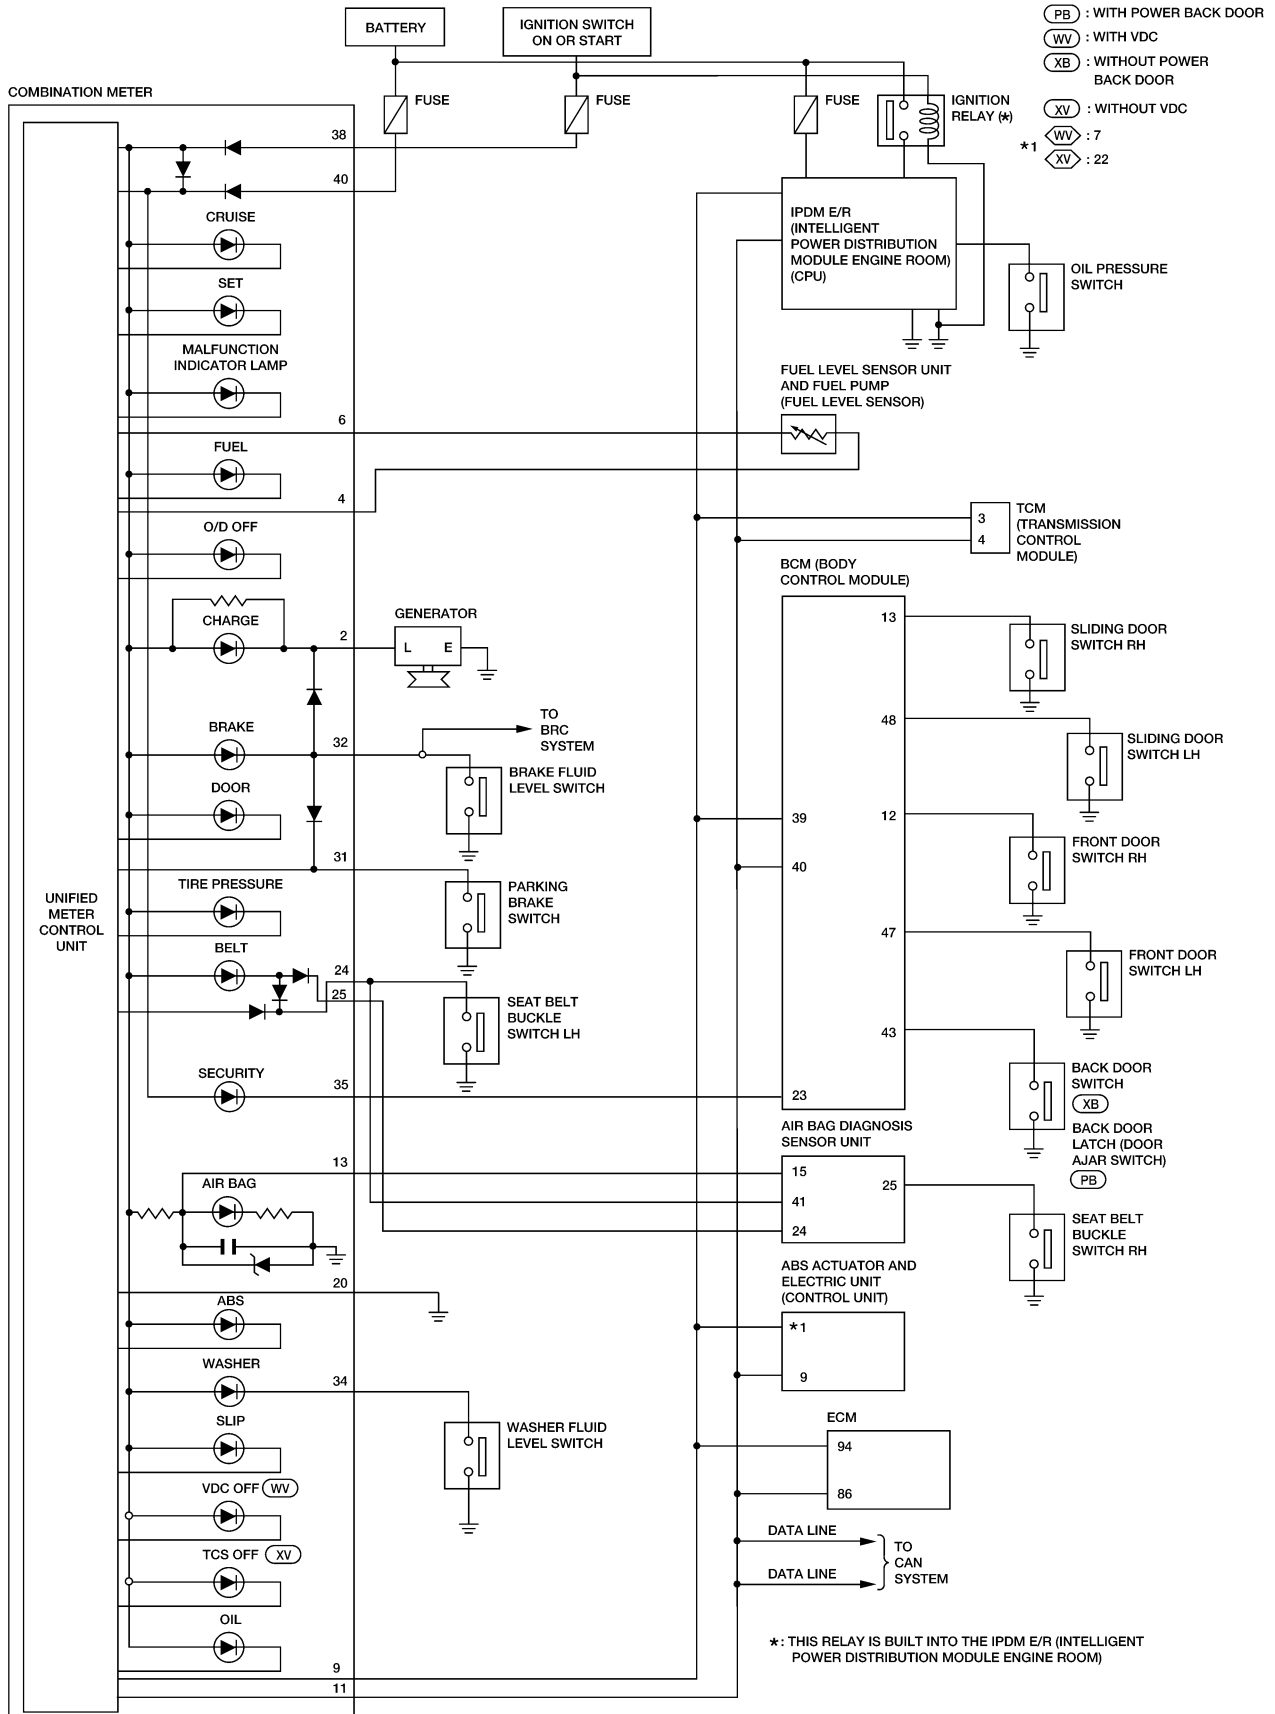 BATTERY
IGNITION SWITCH
ON OR START
PB : WITH POWER BACK DOOR
WV : WITH VDC
XB : WITHOUT POWER
BACK DOOR
XV : WITHOUT VDC
*1
WV : 7
XV : 22
COMBINATION METER
FUSE
FUSE
FUSE
IGNITION
RELAY (*)
38
40
CRUISE
SET
MALFUNCTION
INDICATOR LAMP
6
FUEL
4
O/D OFF
CHARGE
2
BRAKE
32
DOOR
31
TIRE PRESSURE
UNIFIED
METER
CONTROL
UNIT
BELT
24
25
SECURITY
35
13
AIR BAG
20
ABS
WASHER
34
SLIP
VDC OFF WV
TCS OFF XV
OIL
9
11
GENERATOR
L E
TO
BRC
SYSTEM
BRAKE FLUID
LEVEL SWITCH
PARKING
BRAKE
SWITCH
SEAT BELT
BUCKLE
SWITCH LH
WASHER FLUID
LEVEL SWITCH
IPDM E/R
(INTELLIGENT
POWER DISTRIBUTION
MODULE ENGINE ROOM)
(CPU)
OIL PRESSURE
SWITCH
FUEL LEVEL SENSOR UNIT
AND FUEL PUMP
(FUEL LEVEL SENSOR)
3
4
TCM
(TRANSMISSION
CONTROL
MODULE)
BCM (BODY
CONTROL MODULE)
13
SLIDING DOOR
SWITCH RH
48
SLIDING DOOR
SWITCH LH
39
12
FRONT DOOR
SWITCH RH
40
47
FRONT DOOR
SWITCH LH
43
23
BACK DOOR
SWITCH
XB
BACK DOOR
LATCH (DOOR
AJAR SWITCH)
PB
AIR BAG DIAGNOSIS
SENSOR UNIT
15
41
24
25
SEAT BELT
BUCKLE
SWITCH RH
ABS ACTUATOR AND
ELECTRIC UNIT
(CONTROL UNIT)
*1
9
ECM
94
86
DATA LINE
DATA LINE
TO
CAN
SYSTEM
*: THIS RELAY IS BUILT INTO THE IPDM E/R (INTELLIGENT
POWER DISTRIBUTION MODULE ENGINE ROOM)